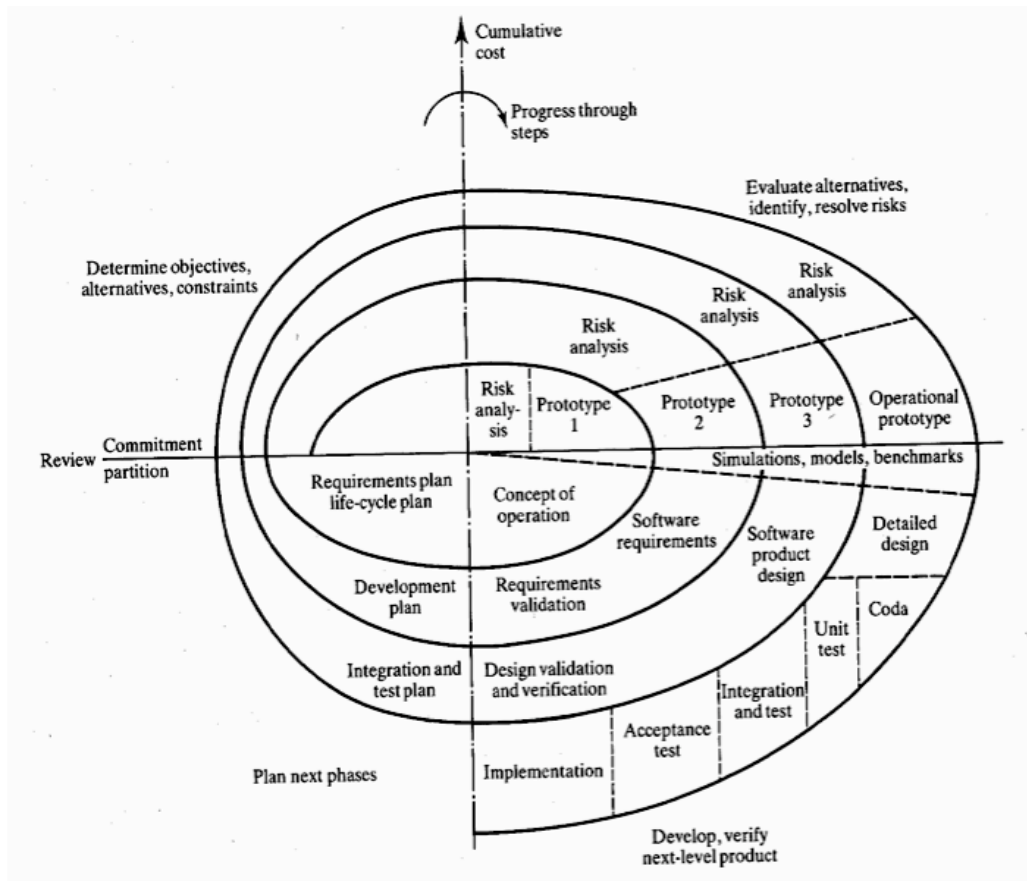 Cumulative
cost
Progress through
steps
Evaluate alternatives,
identify, resolve risks
Determine objectives,
alternatives, constraints
Risk
analysis
Risk
analysis
Risk
analysis
Risk
analy-
sis
Prototype
1
Prototype
2
Prototype
3
Operational
prototype
Review
Commitment
partition
Simulations, models, benchmarks
Requirements plan
life-cycle plan
Concept of
operation
Software
requirements
Software
product
design
Detailed
design
Development
plan
Requirements
validation
Unit
test
Coda
Integration and
test plan
Design validation
and verification
Integration
and test
Acceptance
test
Implementation
Plan next phases
Develop, verify
next-level product